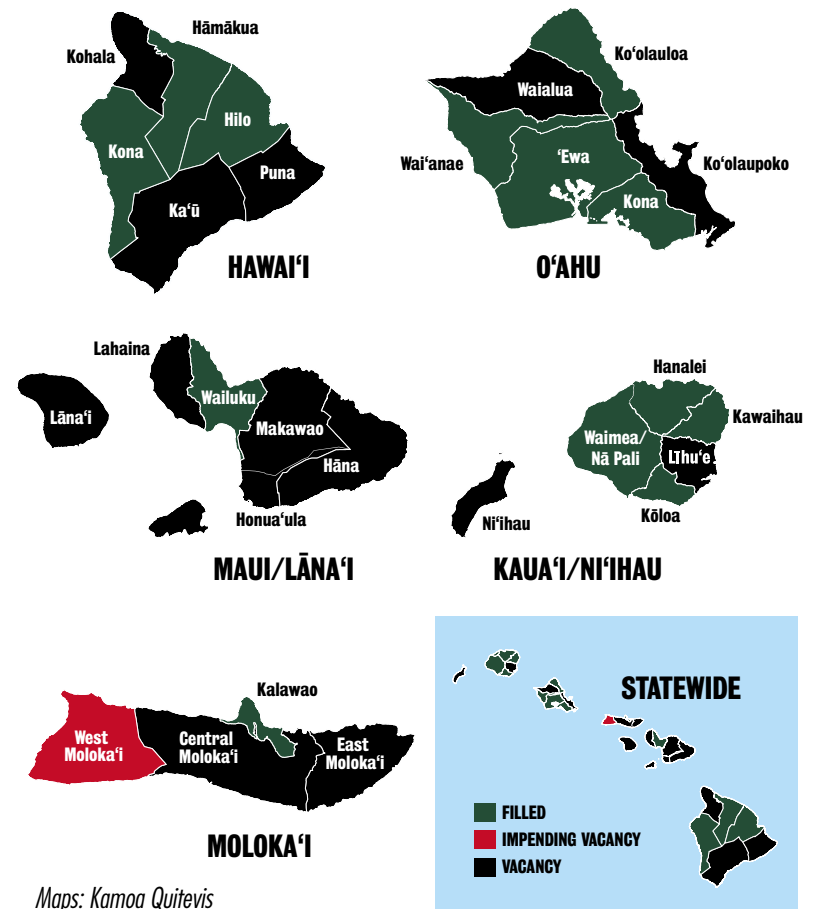 Hāmākua
Kohala
Hilo
Kona
Puna
Ka‘ū
HAWAI‘I
Ko‘olauloa
Waialua
Wai‘anae
‘Ewa
Ko‘olaupoko
Kona
O‘AHU
Lahaina
Wailuku
Lāna‘i
Makawao
Hāna
Honua‘ula
MAUI/LĀNA‘I
Hanalei
Kawaihau
Waimea/
Nā Pali
Līhu‘e
Kōloa
Ni‘ihau
KAUA‘I/NI‘IHAU
Kalawao
West
Moloka‘i
Central
Moloka‘i
East
Moloka‘i
MOLOKA‘I
STATEWIDE
FILLED
IMPENDING VACANCY
VACANCY
Maps: Kamoa Quitevis